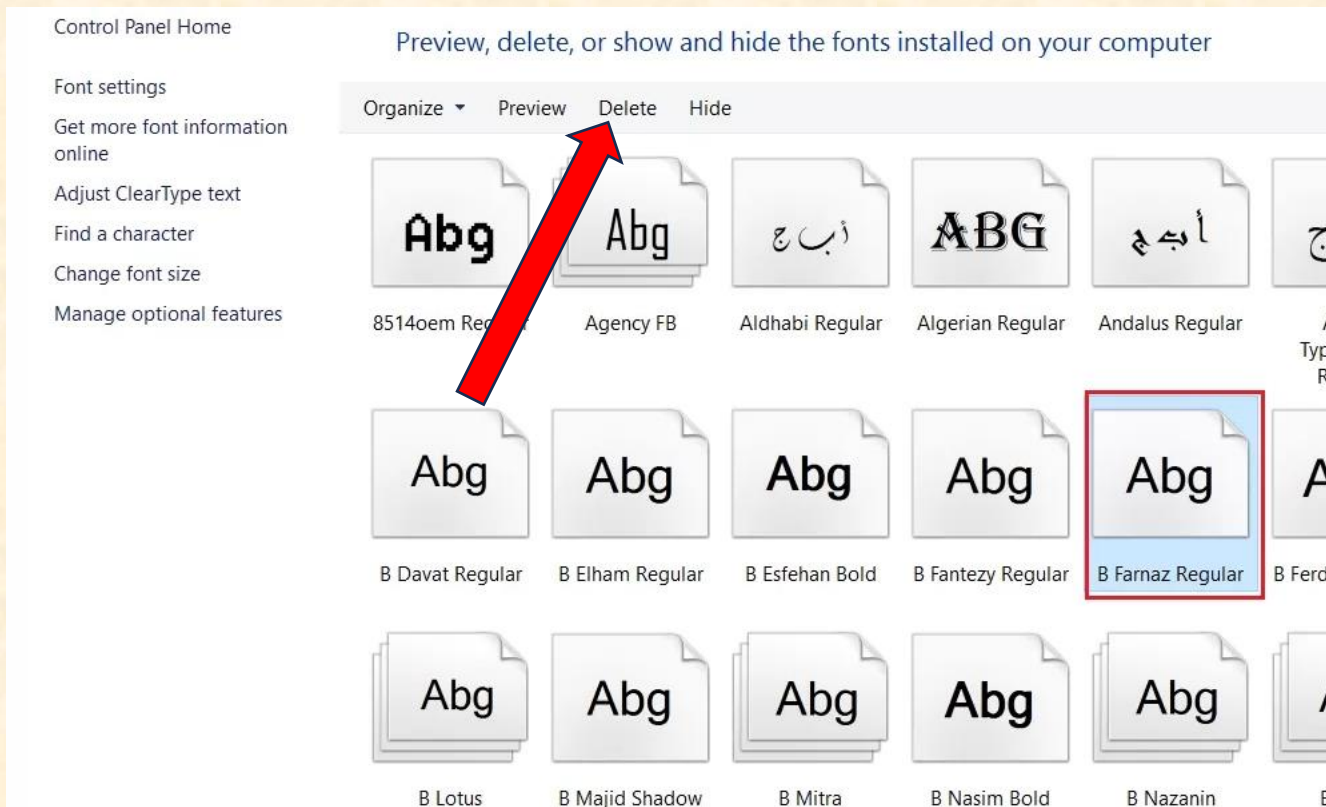 Control Panel Home
Preview, delete, or show and hide the fonts installed on your computer
Font settings
Get more font information
online
Adjust ClearType text
Find a character
Change font size
Manage optional features
Organize Preview Delete Hide
Abg Abg أب ج ABG أب ج
8514oem Agency FB Aldhabi Regular Algerian Regular Andalus Regular
Abg Abg Abg Abg Abg
B Davat Regular B Elham Regular B Esfehan Bold B Fantezy Regular B Farnaz Regular
Abg Abg Abg Abg Abg
B Lotus B Majid Shadow B Mitra B Nasim Bold B Nazanin